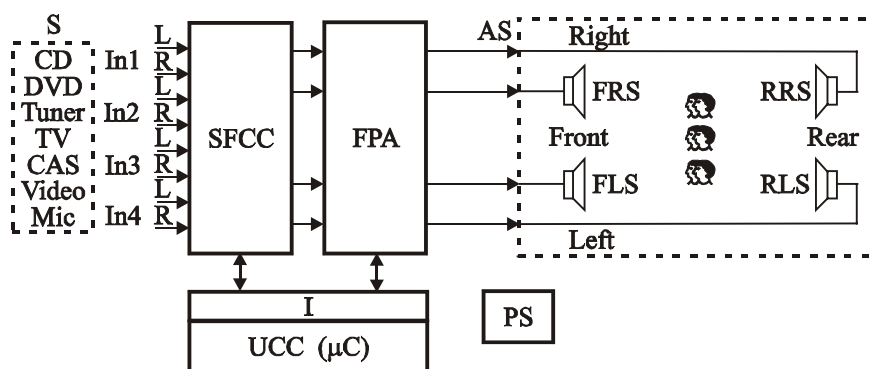 S
CD
DVD
Tuner
TV
CAS
Video
Mic
In1
In2
In3
In4
L
R
L
R
L
R
L
R
SFCC
FPA
AS
Right
FRS
RRS
Front
Rear
FLS
RLS
Left
I
UCC (μC)
PS